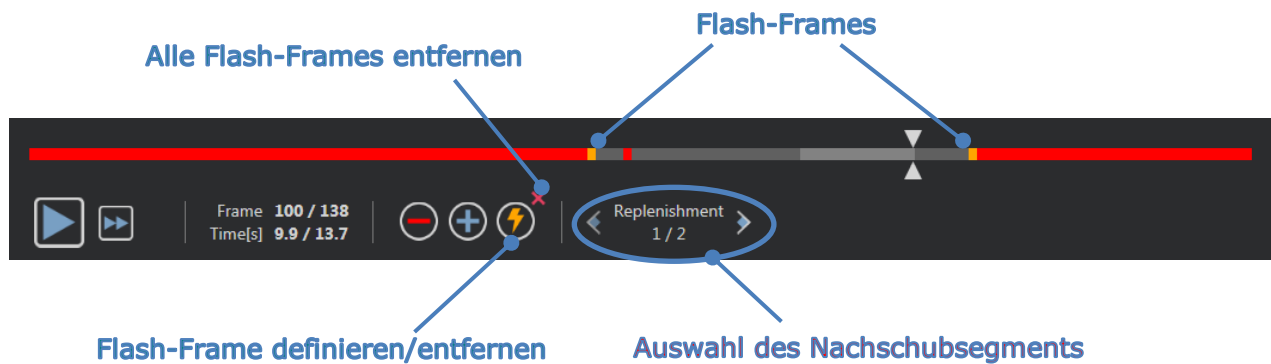 Flash-Frames
Alle Flash-Frames entfernen
Frame 100 / 138
Time[s] 9.9 / 13.7
Replenishment
1 / 2
Flash-Frame definieren/entfernen
Auswahl des Nachschubsegments